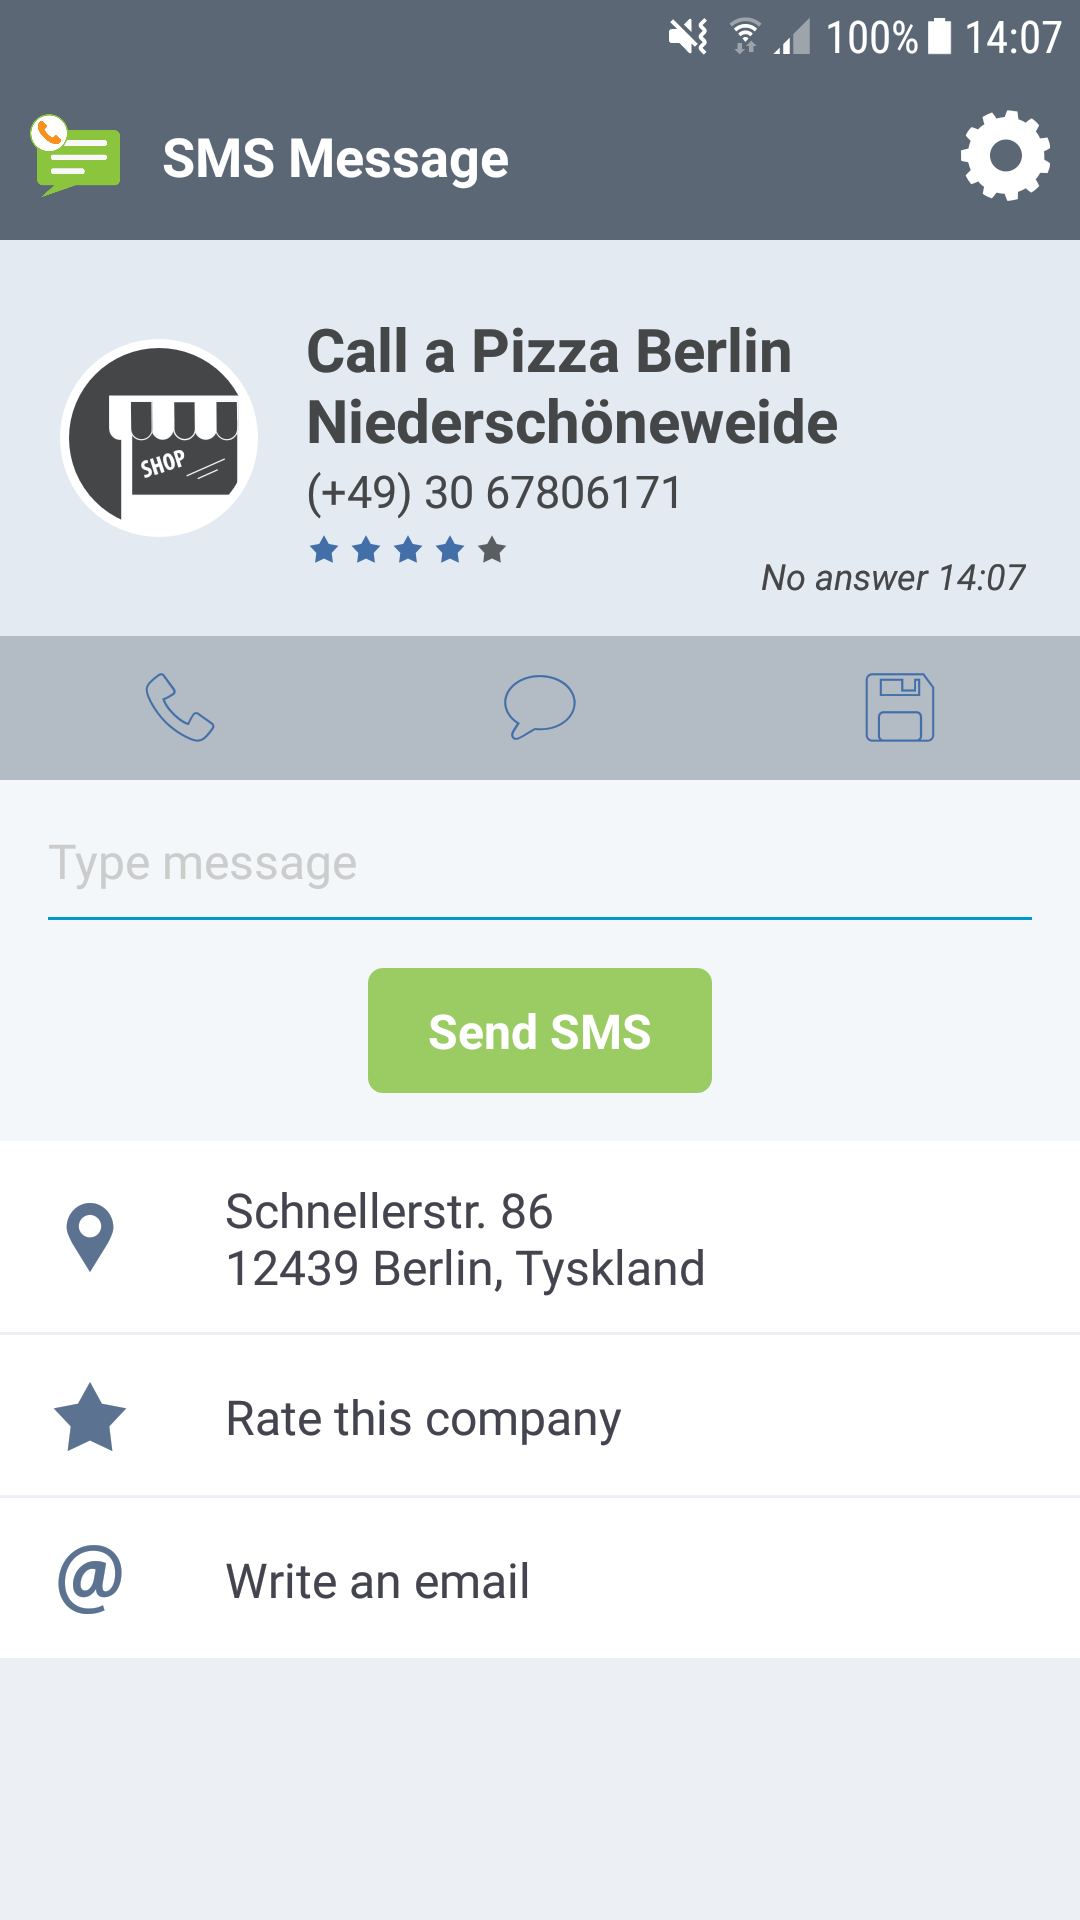 100% 14:07
SMS Message
Call a Pizza Berlin
Niederschöneweide
(+49) 30 67806171
SHOP
No answer 14:07
Type message
Send SMS
Schnellerstr. 86
12439 Berlin, Tyskland
Rate this company
@ Write an email